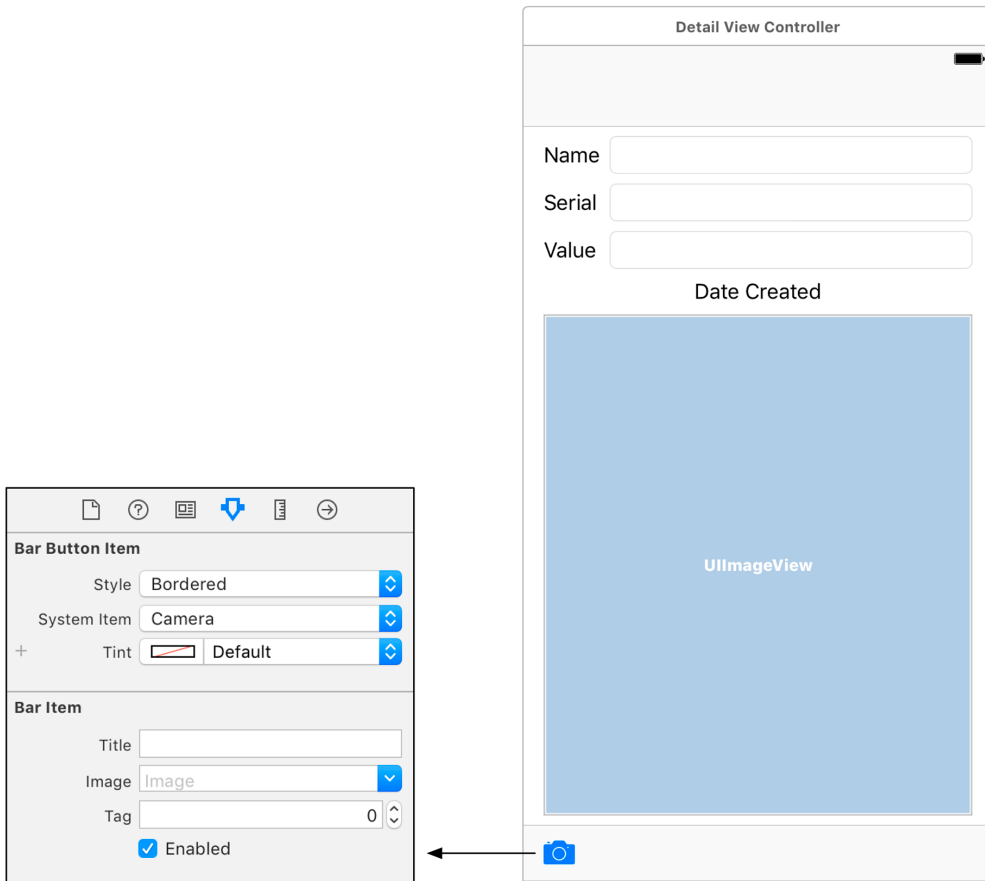 Detail View Controller
Name
Serial
Value
Date Created
UIImageView
Bar Button Item
Style Bordered
System Item Camera
+ Tint Default
Bar Item
Title
Image Image
Tag 0
Enabled